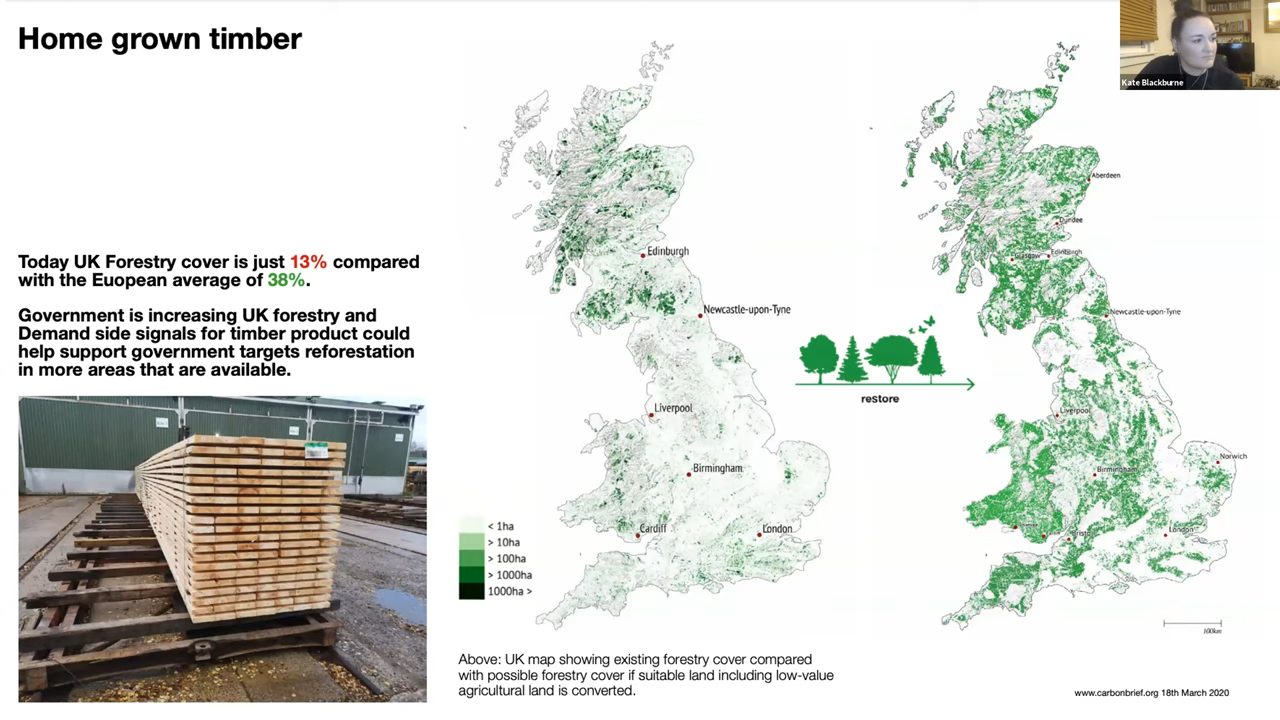 Home grown timber
Kate Blackburne
Today UK Forestry cover is just 13% compared
with the Euopean average of 38%.
Government is increasing UK forestry and
Demand side signals for timber product could
help support government targets reforestation
in more areas that are available.
Edinburgh
Newcastle-upon-Tyne
Liverpool
Birmingham
Cardiff
London
< 1ha
> 10ha
> 100ha
> 1000ha
1000ha >
restore
Aberdeen
Dundee
Glasgow
Edinburgh
Newcastle-upon-Tyne
Liverpool
Birmingham
Norwich
London
100km
Above: UK map showing existing forestry cover compared
with possible forestry cover if suitable land including low-value
agricultural land is converted.
www.carbonbrief.org 18th March 2020